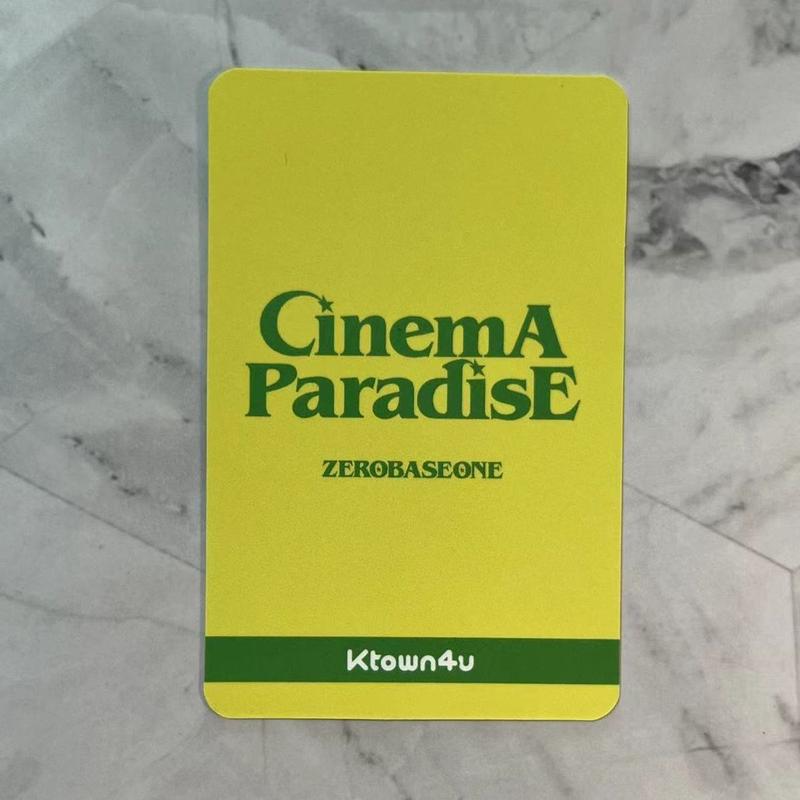 CinemA
ParadisE
ZEROBASEONE
Ktown4u